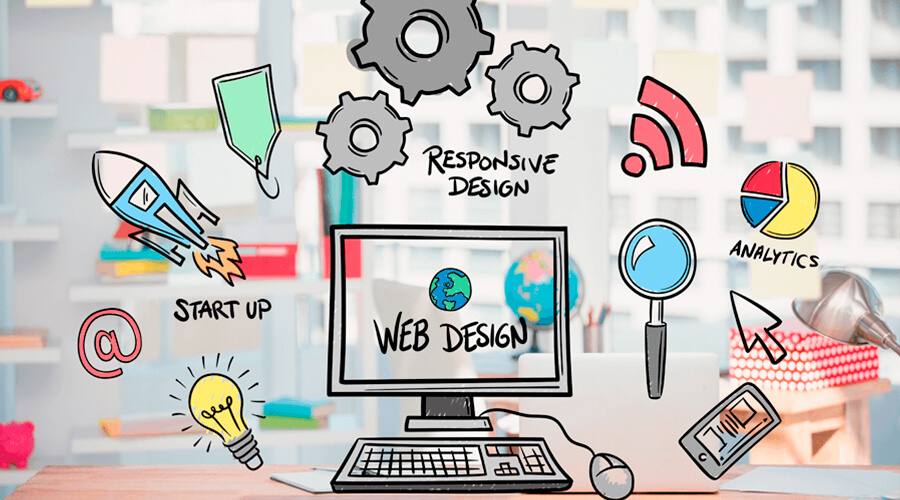 RESPONSIVE
DESIGN
ANALYTICS
START UP
@
WEB DESIGN